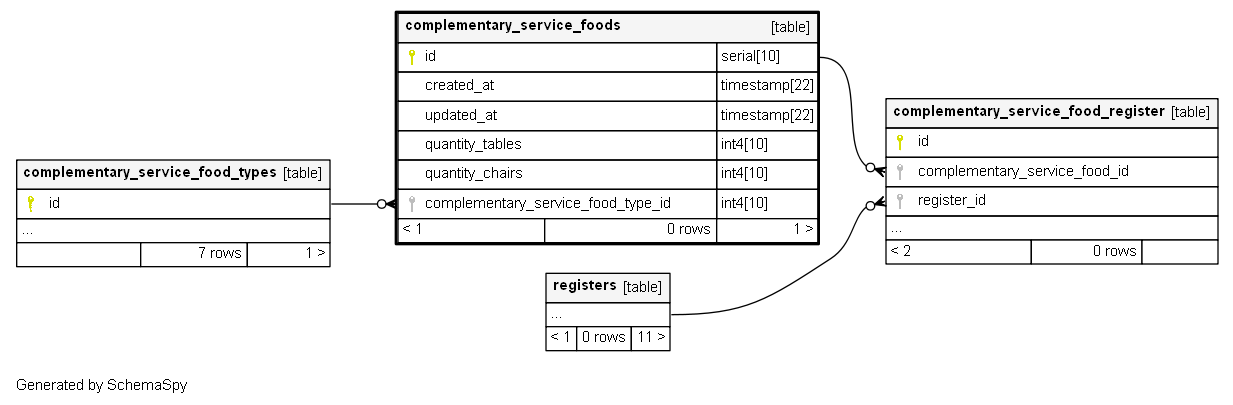 complementary_service_foods [table]
id serial[10]
created_at timestamp[22]
updated_at timestamp[22]
quantity_tables int4[10]
quantity_chairs int4[10]
complementary_service_food_type_id int4[10]
< 1 0 rows 1 >
complementary_service_food_register [table]
id
complementary_service_food_id
register_id
...
< 2 0 rows
complementary_service_food_types [table]
id
...
7 rows 1 >
registers [table]
...
< 1 0 rows 11 >
Generated by SchemaSpy